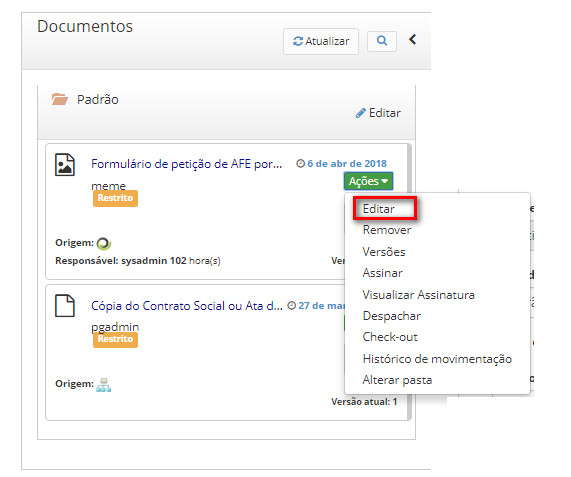 Documentos
Atualizar
Padrão
Editar
Formulário de petição de AFE por...
6 de abr de 2018
meme
Restrito
Ações
Origem:
Responsável: sysadmin 102 hora(s)
Editar
Remover
Versões
Assinar
Visualizar Assinatura
Despachar
Check-out
Histórico de movimentação
Alterar pasta
Cópia do Contrato Social ou Ata d...
27 de
pgadmin
Restrito
Origem:
Versão atual: 1